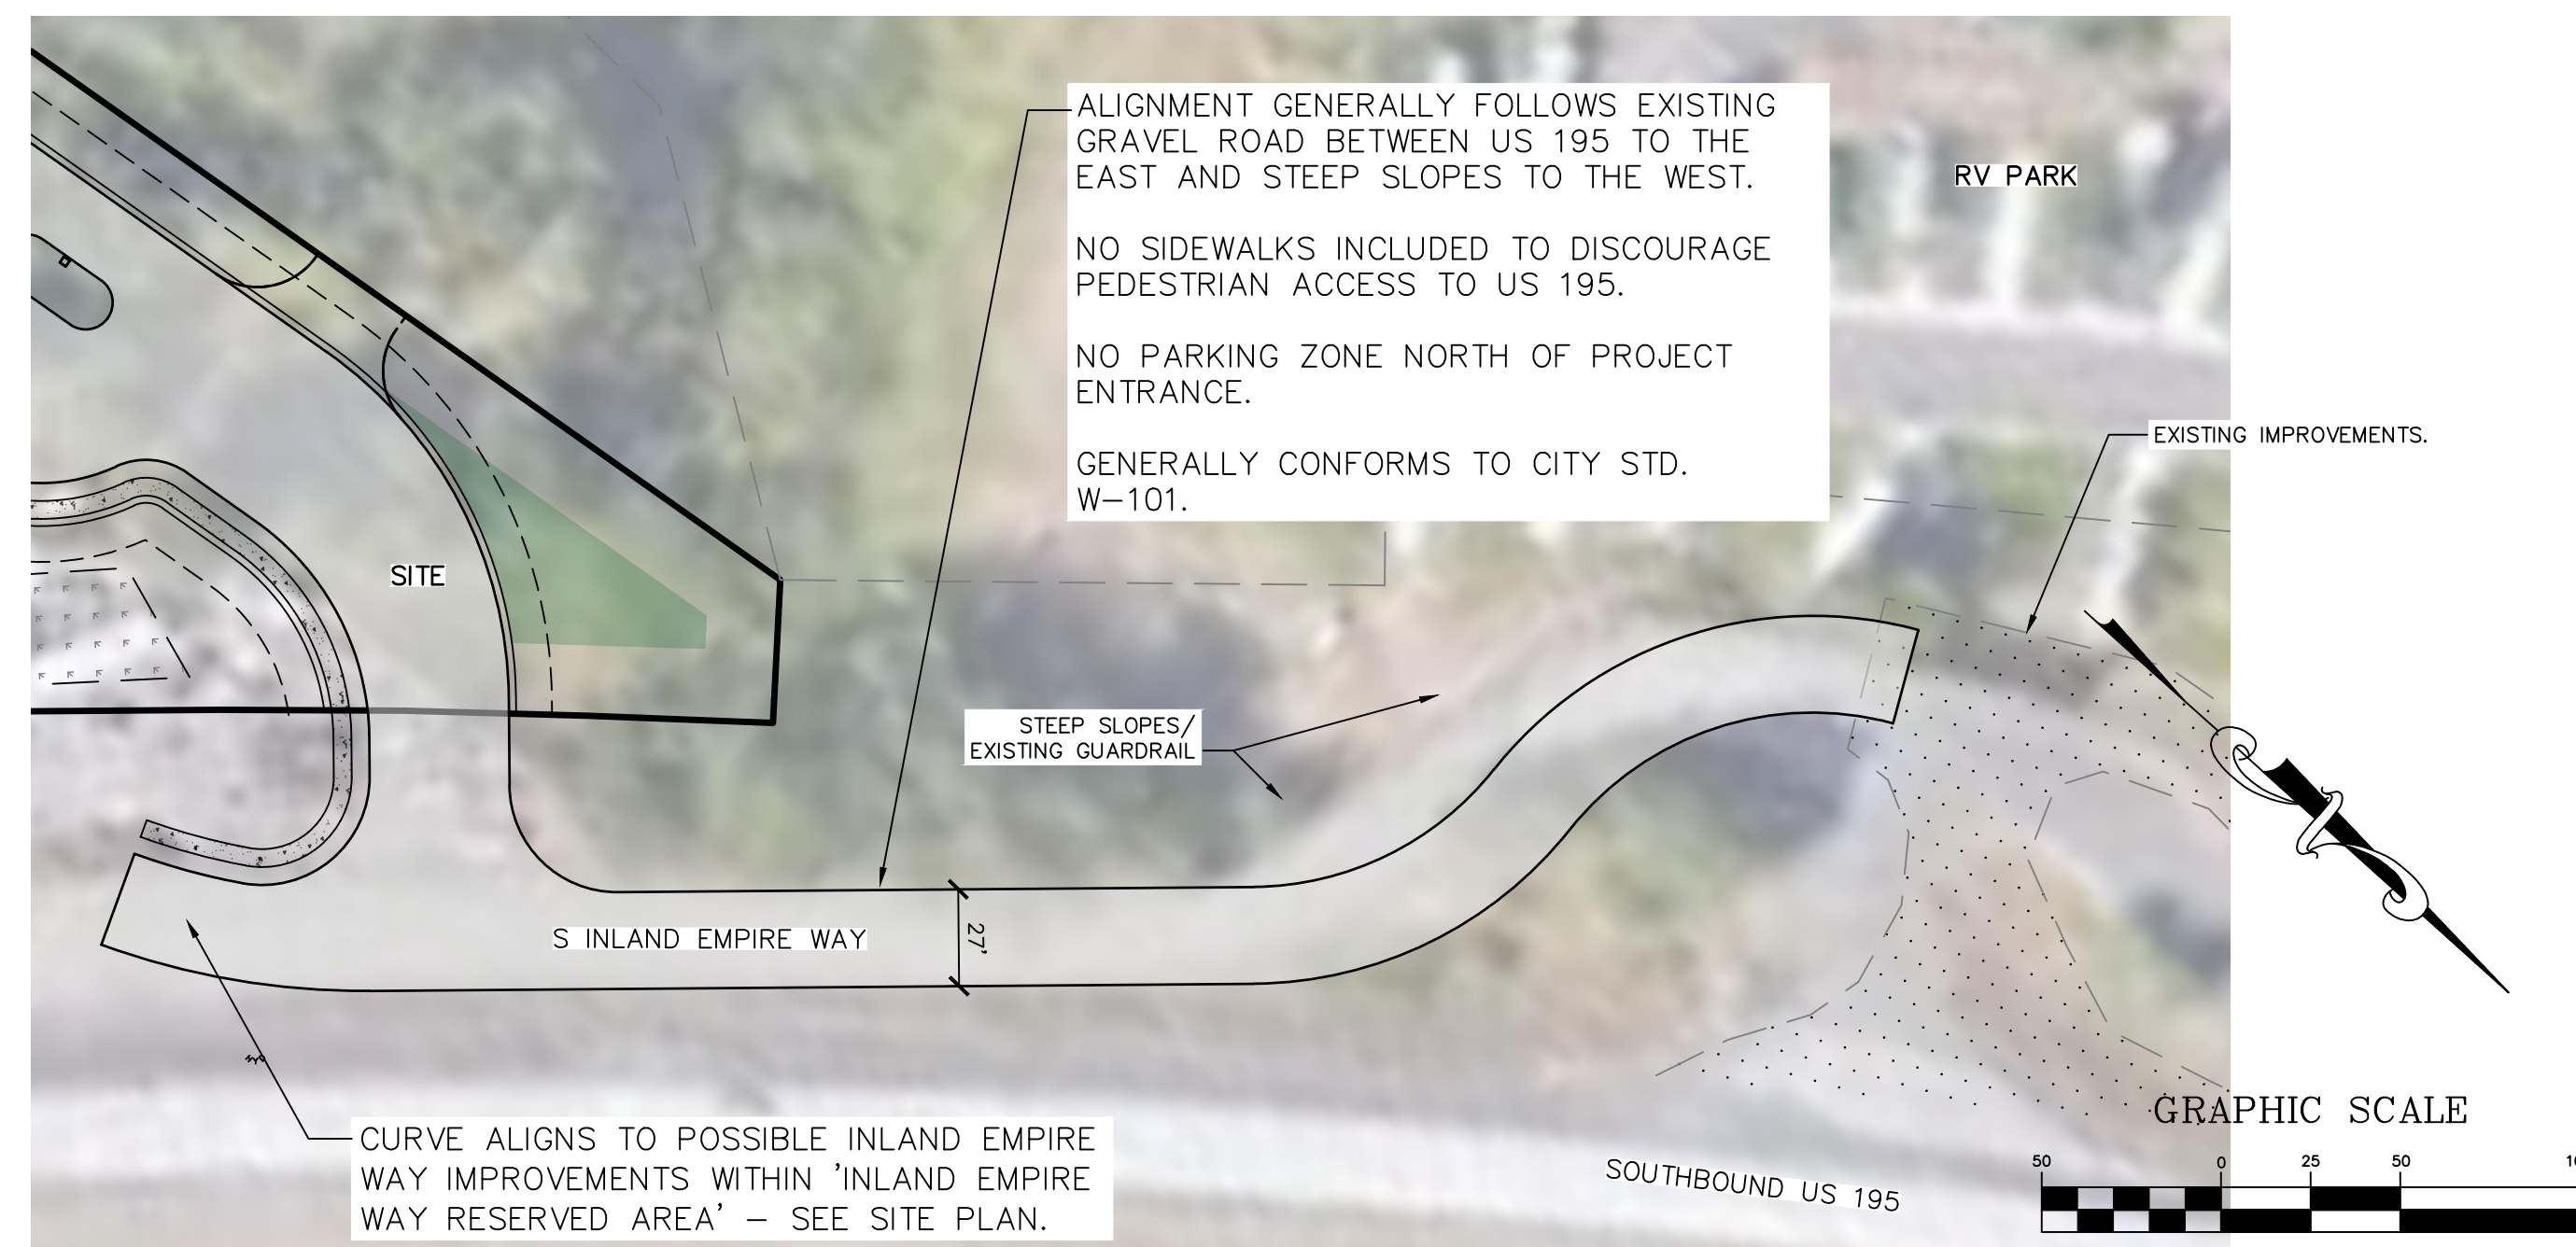 ALIGNMENT GENERALLY FOLLOWS EXISTING
GRAVEL ROAD BETWEEN US 195 TO THE
EAST AND STEEP SLOPES TO THE WEST.
NO SIDEWALKS INCLUDED TO DISCOURAGE
PEDESTRIAN ACCESS TO US 195.
NO PARKING ZONE NORTH OF PROJECT
ENTRANCE.
GENERALLY CONFORMS TO CITY STD.
W-101.
RV PARK
EXISTING IMPROVEMENTS.
SITE
STEEP SLOPES/
EXISTING GUARDRAIL
S INLAND EMPIRE WAY
27'
CURVE ALIGNS TO POSSIBLE INLAND EMPIRE
WAY IMPROVEMENTS WITHIN 'INLAND EMPIRE
WAY RESERVED AREA' - SEE SITE PLAN.
SOUTHBOUND US 195
GRAPHIC SCALE
50 0 25 50